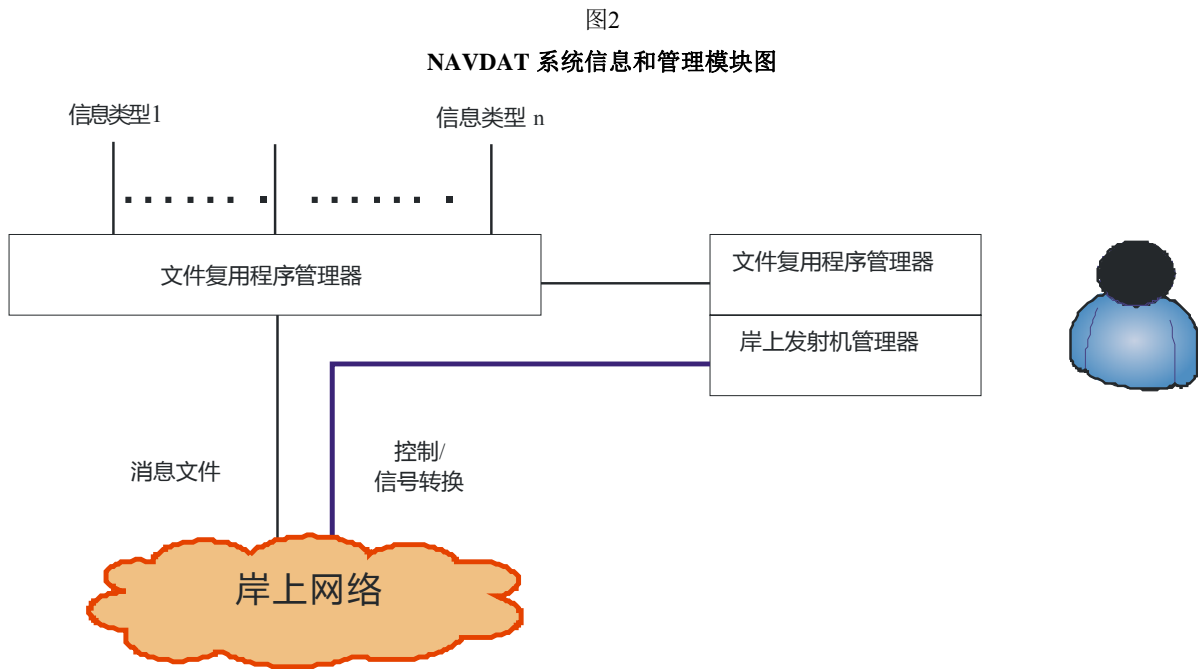 图2
NAVDAT 系统信息和管理模块图
信息类型1
信息类型 n
文件复用程序管理器
文件复用程序管理器
岸上发射机管理器
消息文件
控制/
信号转换
岸上网络